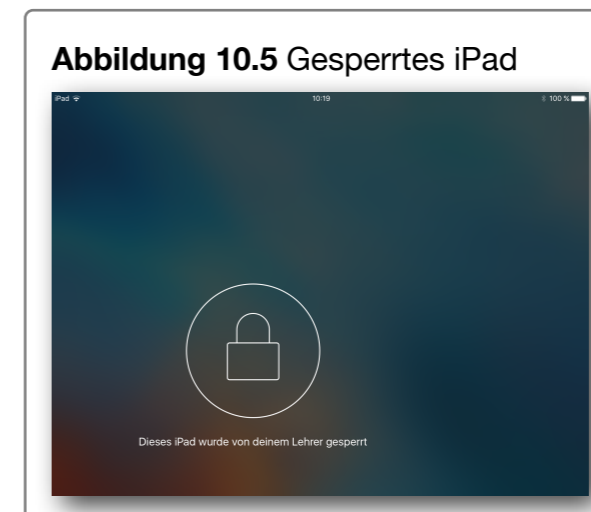 Abbildung 10.5 Gesperrtes iPad
iPad 10:19 100 %
Dieses iPad wurde von deinem Lehrer gesperrt